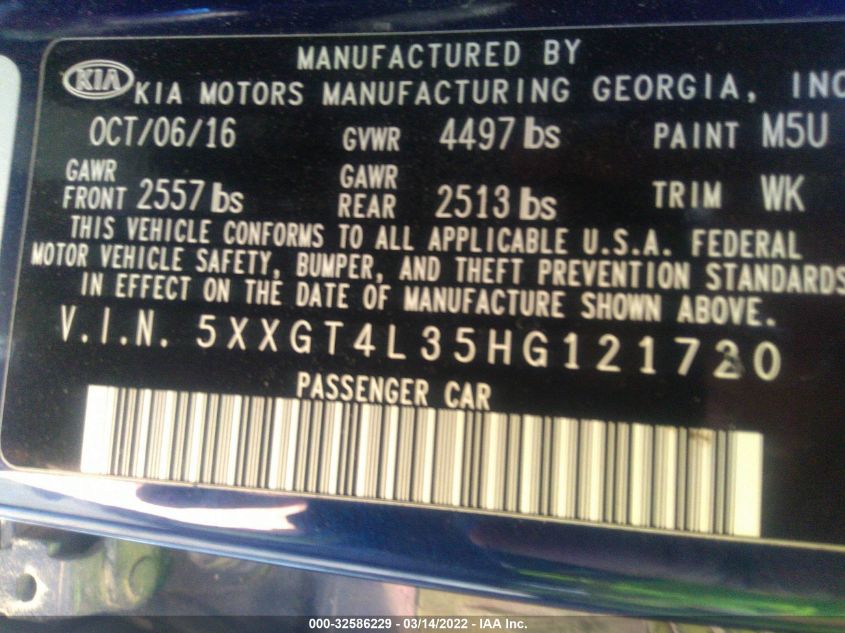 MANUFACTURED BY
KIA KIA MOTORS MANUFACTURING GEORGIA, INC
OCT/06/16 GVWR 4497 lbs PAINT M5U
GAWR FRONT 2557 lbs GAWR REAR 2513 lbs TRIM WK
THIS VEHICLE CONFORMS TO ALL APPLICABLE U.S.A. FEDERAL
MOTOR VEHICLE SAFETY, BUMPER, AND THEFT PREVENTION STANDARDS
IN EFFECT ON THE DATE OF MANUFACTURE SHOWN ABOVE.
V.I.N. 5XXGT4L35HG121720
PASSENGER CAR
000-32586229 - 03/14/2022 - IAA Inc.